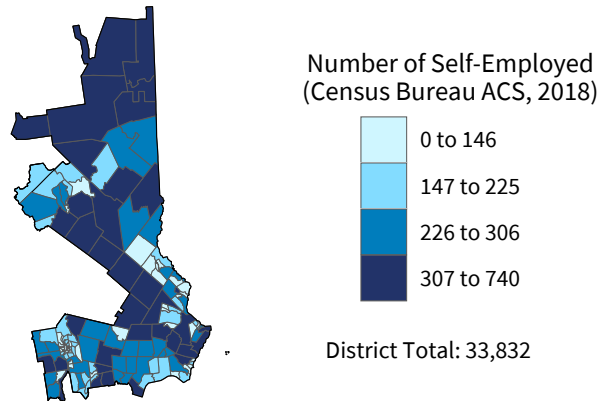 Number of Self-Employed
(Census Bureau ACS, 2018)
0 to 146
147 to 225
226 to 306
307 to 740
District Total: 33,832